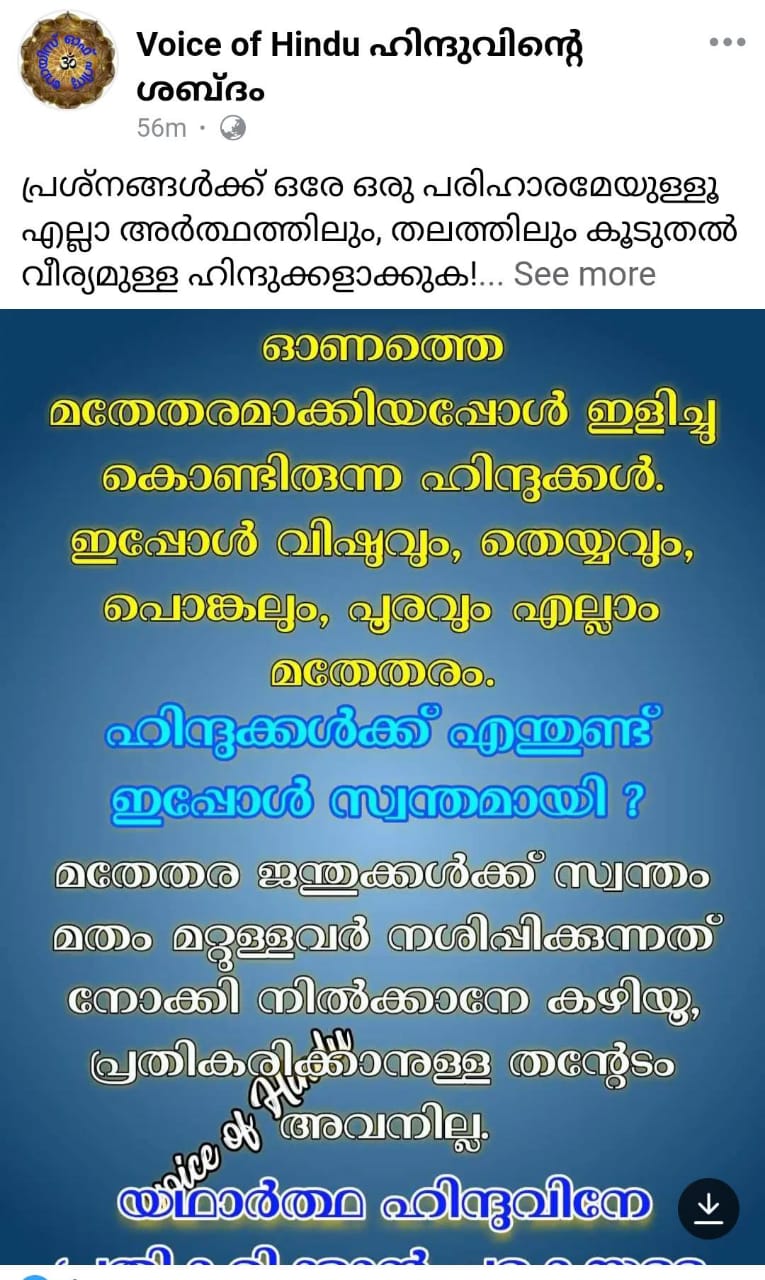 Voice of Hindu ഹിന്ദുവിന്റെ
ശബ്ദം
56m
പ്രശ്നങ്ങൾക്ക് ഒരേ ഒരു പരിഹാരമേയുള്ളൂ
എല്ലാ അർത്ഥത്തിലും, തലത്തിലും കൂടുതൽ
വീര്യമുള്ള ഹിന്ദുക്കളാക്കുക!... See more
ഓണത്തെ
മതേതരമാക്കിയപ്പോൾ ഇളിച്ചു
കൊണ്ടിരുന്ന ഹിന്ദുക്കൾ.
ഇപ്പോൾ വിഷുവും, തെയ്യവും,
പൊങ്കലും, പൂരവും എല്ലാം
മതേതരം.
ഹിന്ദുക്കൾക്ക് എന്തുണ്ട്
ഇപ്പോൾ സ്വന്തമായി ?
മതേതര ജന്തുക്കൾക്ക് സ്വന്തം
മതം മറ്റുള്ളവർ നശിപ്പിക്കുന്നത്
നോക്കി നിൽക്കാനേ കഴിയൂ,
പ്രതികരിക്കാനുള്ള തന്റേടം
അവനില്ല.
voice of Hindu
യഥാർത്ഥ ഹിന്ദുവിനേ